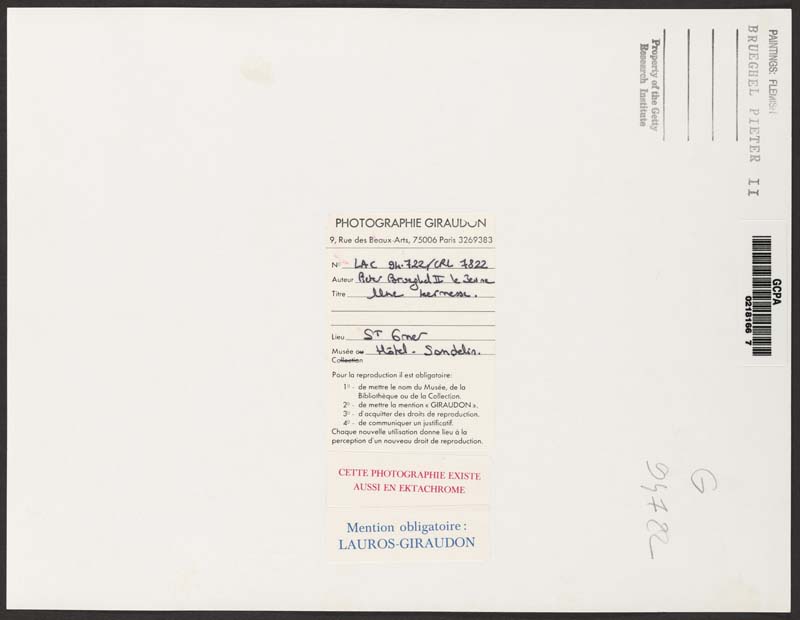 PAINTINGS: FLEMISH
BRUEGHEL PIETER II
Property of the Getty
Research Institute
GCPA
0218166 7
PHOTOGRAPHIE GIRAUDON
9, Rue des Beaux-Arts, 75006 Paris 3269383
N° LAC 94.722/CRL 7822
Auteur Pieter Brueghel II le Jeune
Titre Une kermesse.
Lieu St Omer
Musée ou Hôtel - Sandelin.
Collection
Pour la reproduction il est obligatoire:
1° - de mettre le nom du Musée, de la
Bibliothèque ou de la Collection.
2° - de mettre la mention « GIRAUDON ».
3° - d'acquitter des droits de reproduction.
4° - de communiquer un justificatif.
Chaque nouvelle utilisation donne lieu à la
perception d'un nouveau droit de reproduction.
CETTE PHOTOGRAPHIE EXISTE
AUSSI EN EKTACHROME
Mention obligatoire :
LAUROS-GIRAUDON
G
94782